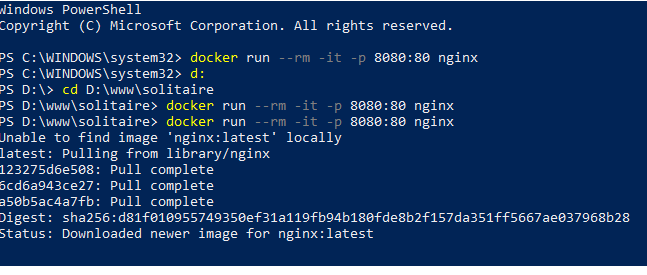 Windows PowerShell
Copyright (C) Microsoft Corporation. All rights reserved.
PS C:\WINDOWS\system32> docker run --rm -it -p 8080:80 nginx
PS C:\WINDOWS\system32> d:
PS D:\> cd D:\www\solitaire
PS D:\www\solitaire> docker run --rm -it -p 8080:80 nginx
PS D:\www\solitaire> docker run --rm -it -p 8080:80 nginx
Unable to find image 'nginx:latest' locally
latest: Pulling from library/nginx
123275d6e508: Pull complete
6cd6a943ce27: Pull complete
a50b5ac4a7fb: Pull complete
Digest: sha256:d81f010955749350ef31a119fb94b180fde8b2f157da351ff5667ae037968b28
Status: Downloaded newer image for nginx:latest